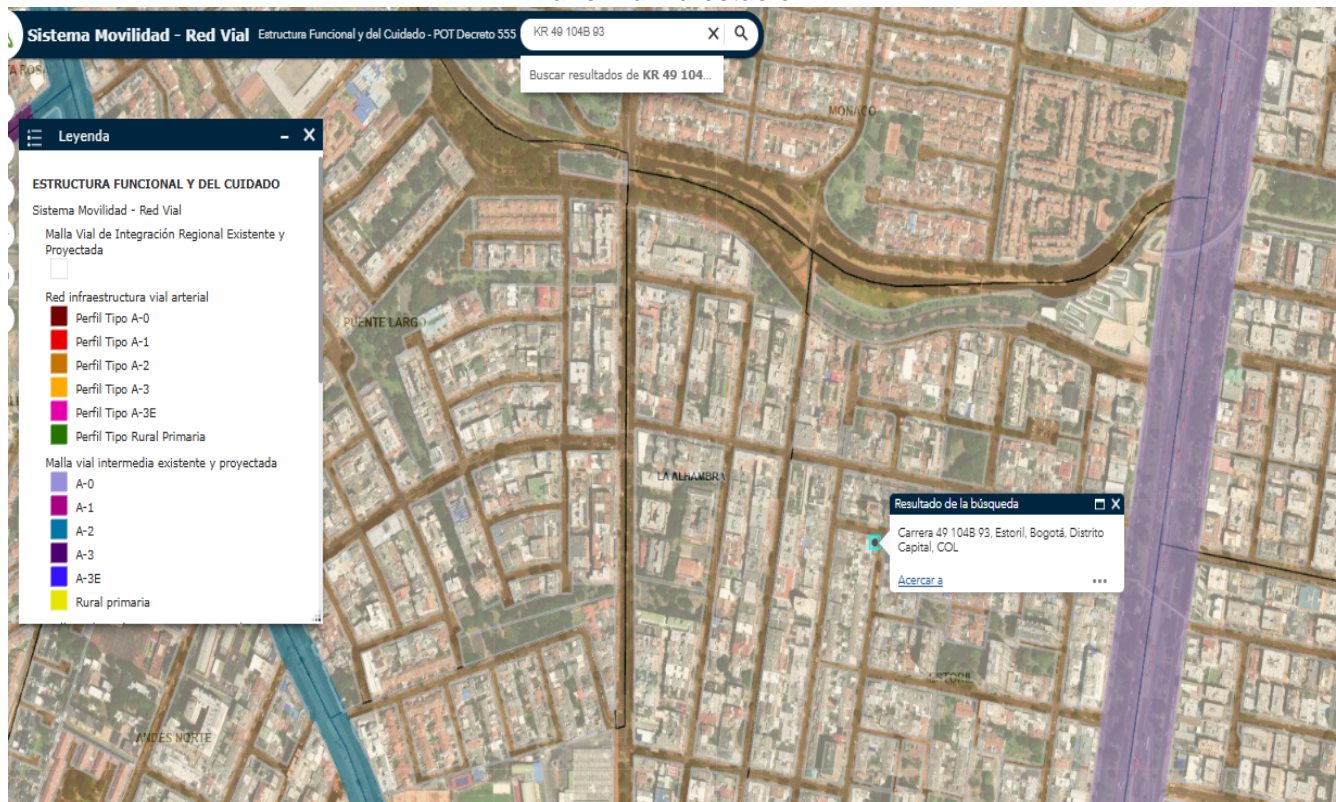 Sistema Movilidad - Red Vial Estructura Funcional y del Cuidado - POT Decreto 555
KR 49 104B 93
Buscar resultados de KR 49 104...
MONACO
Leyenda
ESTRUCTURA FUNCIONAL Y DEL CUIDADO
Sistema Movilidad - Red Vial
Malla Vial de Integración Regional Existente y
Proyectada
Red infraestructura vial arterial
Perfil Tipo A-0
Perfil Tipo A-1
Perfil Tipo A-2
Perfil Tipo A-3
Perfil Tipo A-3E
Perfil Tipo Rural Primaria
Malla vial intermedia existente y proyectada
A-0
A-1
A-2
A-3
A-3E
Rural primaria
PUENTE LARGO
LA ALHAMBRA
Resultado de la búsqueda
Carrera 49 104B 93, Estoril, Bogotá, Distrito
Capital, COL
Acercar a
ESTORIL
ANDES NORTE